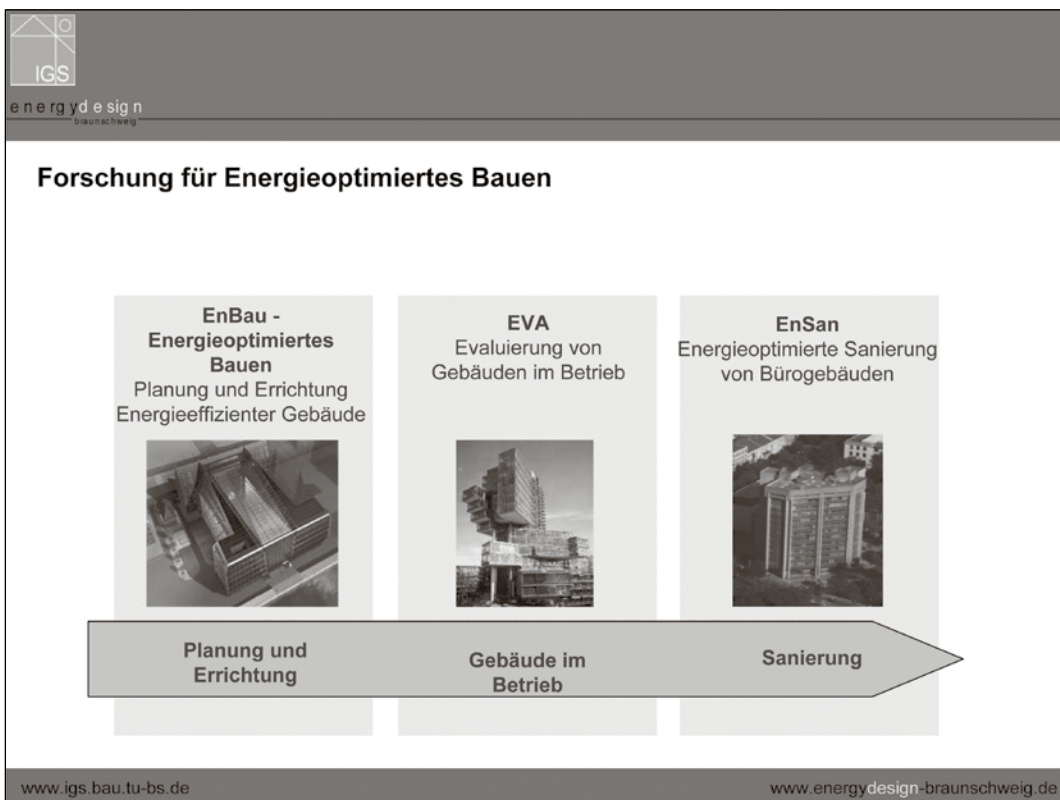 IGS
energydesign
braunschweig
Forschung für Energieoptimiertes Bauen
EnBau -
Energieoptimiertes
Bauen
Planung und Errichtung
Energieeffizienter Gebäude
EVA
Evaluierung von
Gebäuden im Betrieb
EnSan
Energieoptimierte Sanierung
von Bürogebäuden
Planung und
Errichtung
Gebäude im
Betrieb
Sanierung
www.igs.bau.tu-bs.de
www.energydesign-braunschweig.de